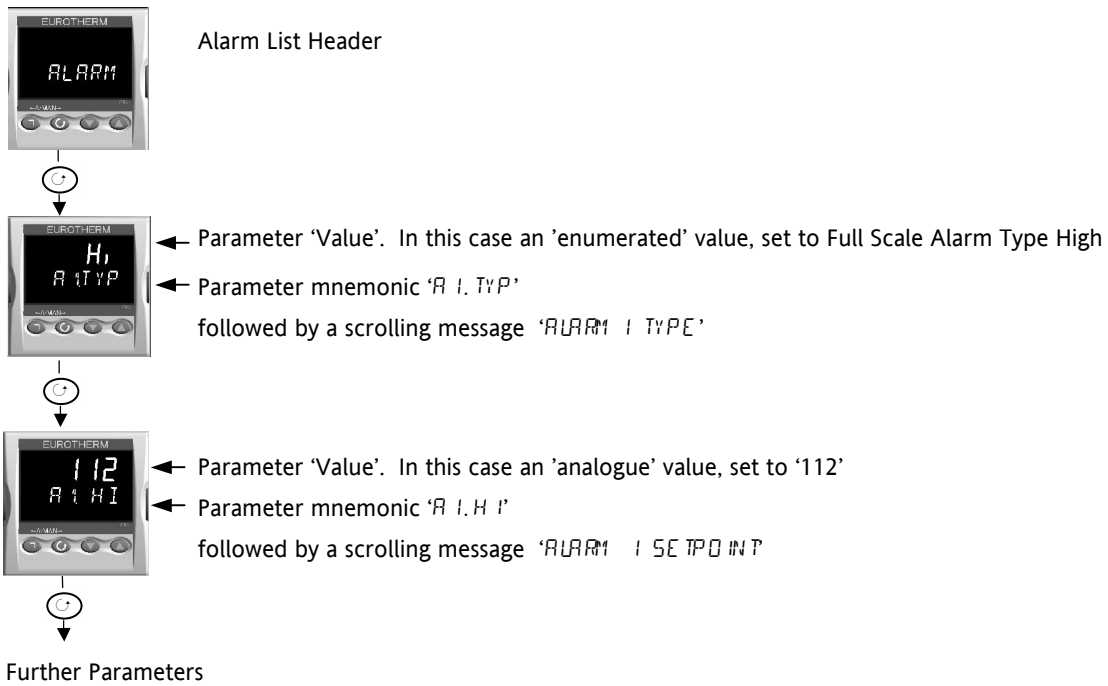 EUROTHERM
ALARM
Alarm List Header
EUROTHERM
Hi
A1.TYP
Parameter ‘Value’. In this case an ’enumerated’ value, set to Full Scale Alarm Type High
Parameter mnemonic ‘A1.TYP’
followed by a scrolling message ‘ALARM 1 TYPE’
EUROTHERM
112
A1.HI
Parameter ‘Value’. In this case an ’analogue’ value, set to ‘112’
Parameter mnemonic ‘A1.HI’
followed by a scrolling message ‘ALARM 1 SETPOINT’
Further Parameters